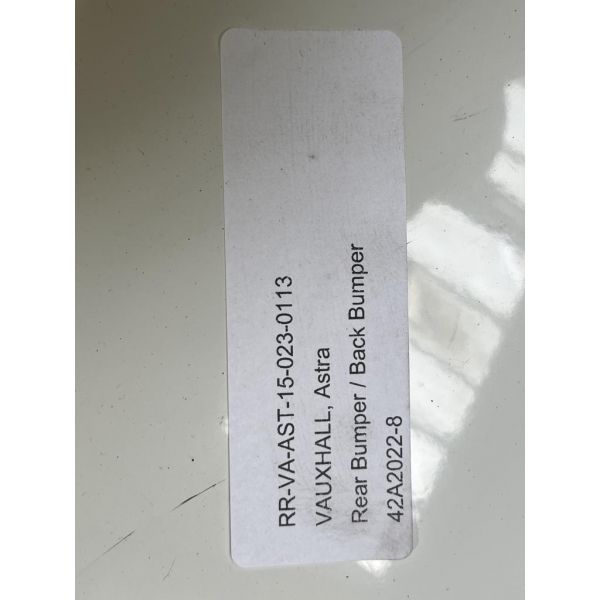 RR-VA-AST-15-023-0113
VAUXHALL, Astra
Rear Bumper / Back Bumper
42A2022-8